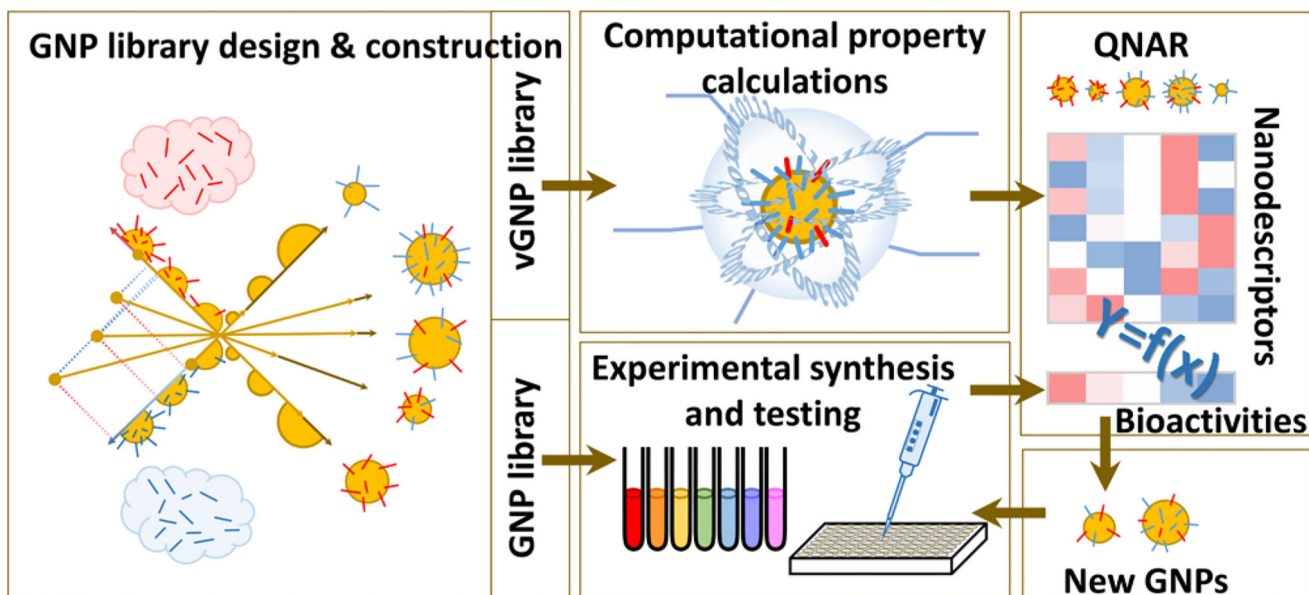 GNP library design & construction
vGNP library
GNP library
Computational property
calculations
Experimental synthesis
and testing
QNAR
Nanodescriptors
Y=f(x)
Bioactivities
New GNPs